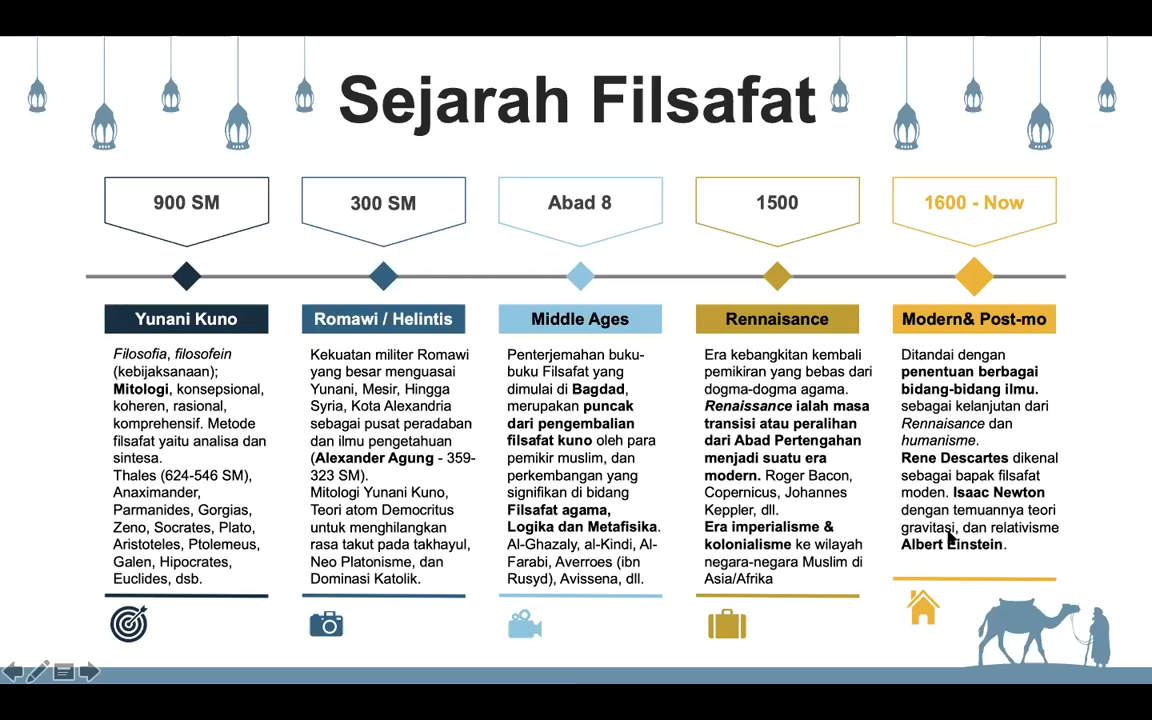 Sejarah Filsafat
900 SM
300 SM
Abad 8
1500
1600 - Now
Yunani Kuno
Filosofia, filosofein
(kebijaksanaan);
Mitologi, konsepsional,
koheren, rasional,
komprehensif. Metode
filsafat yaitu analisa dan
sintesa.
Thales (624-546 SM),
Anaximander,
Parmanides, Gorgias,
Zeno, Socrates, Plato,
Aristoteles, Ptolemeus,
Galen, Hipocrates,
Euclides, dsb.
Romawi / Helintis
Kekuatan militer Romawi
yang besar menguasai
Yunani, Mesir, Hingga
Syria, Kota Alexandria
sebagai pusat peradaban
dan ilmu pengetahuan
(Alexander Agung - 359-
323 SM).
Mitologi Yunani Kuno,
Teori atom Democritus
untuk menghilangkan
rasa takut pada takhayul,
Neo Platonisme, dan
Dominasi Katolik.
Middle Ages
Penterjemahan buku-
buku Filsafat yang
dimulai di Bagdad,
merupakan puncak
dari pengembalian
filsafat kuno oleh para
pemikir muslim, dan
perkembangan yang
signifikan di bidang
Filsafat agama,
Logika dan Metafisika.
Al-Ghazaly, al-Kindi, Al-
Farabi, Averroes (ibn
Rusyd), Avissena, dll.
Rennaisance
Era kebangkitan kembali
pemikiran yang bebas dari
dogma-dogma agama.
Renaissance ialah masa
transisi atau peralihan
dari Abad Pertengahan
menjadi suatu era
modern. Roger Bacon,
Copernicus, Johannes
Keppler, dll.
Era imperialisme &
kolonialisme ke wilayah
negara-negara Muslim di
Asia/Afrika
Modern& Post-mo
Ditandai dengan
penentuan berbagai
bidang-bidang ilmu.
sebagai kelanjutan dari
Rennaisance dan
humanisme.
Rene Descartes dikenal
sebagai bapak filsafat
moden. Isaac Newton
dengan temuannya teori
gravitasi, dan relativisme
Albert Einstein.